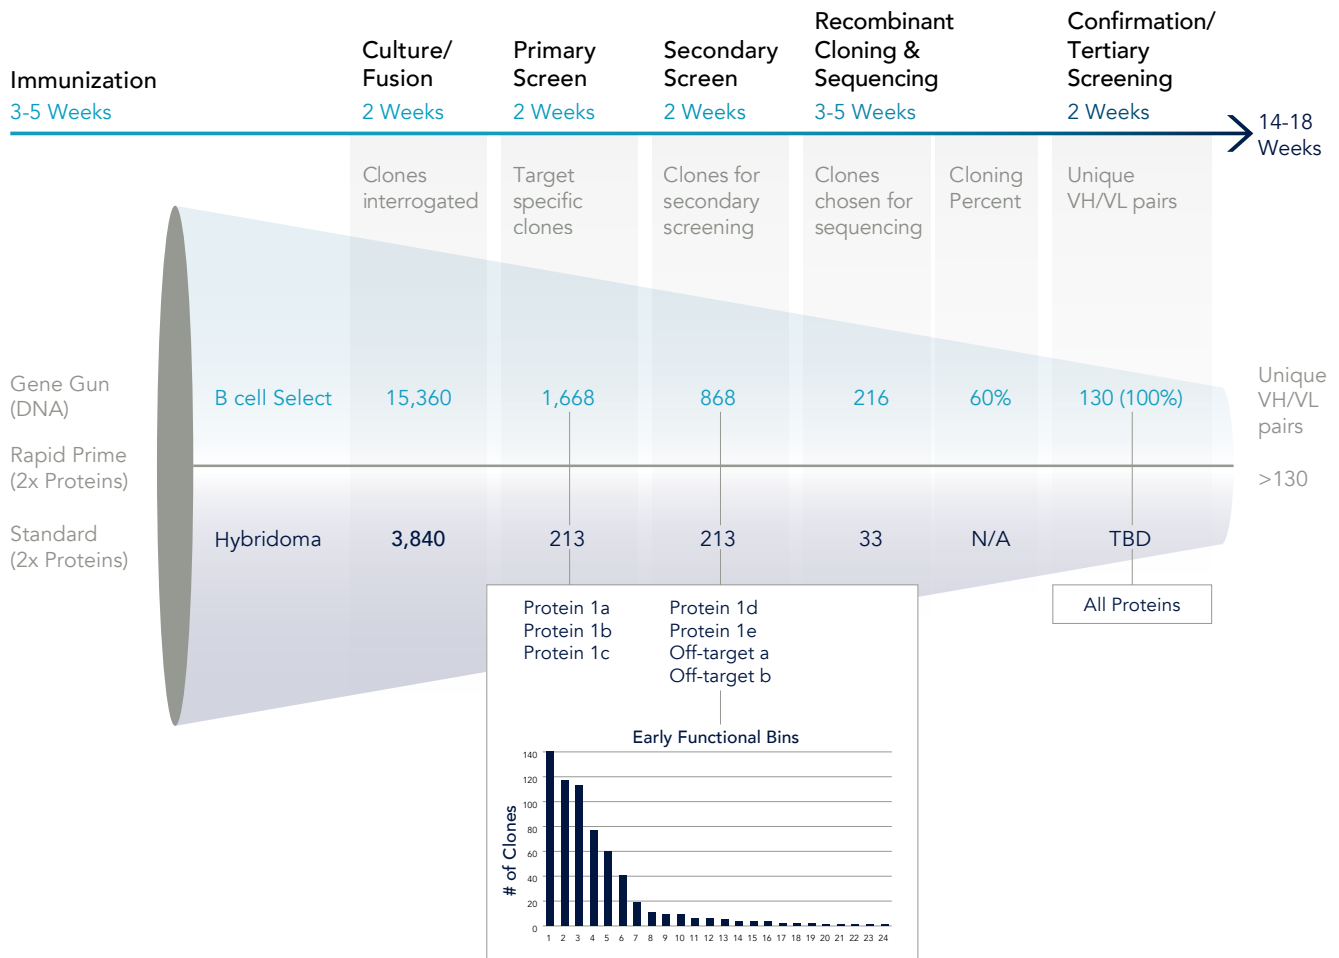 Immunization
3-5 Weeks
Culture/
Fusion
2 Weeks
Primary
Screen
2 Weeks
Secondary
Screen
2 Weeks
Recombinant
Cloning &
Sequencing
3-5 Weeks
Confirmation/
Tertiary
Screening
2 Weeks
14-18
Weeks
Clones
interrogated
Target
specific
clones
Clones for
secondary
screening
Clones
chosen for
sequencing
Cloning
Percent
Unique
VH/VL pairs
Gene Gun
(DNA)
Rapid Prime
(2x Proteins)
Standard
(2x Proteins)
B cell Select
15,360
1,668
868
216
60%
130 (100%)
Unique
VH/VL
pairs
>130
Hybridoma
3,840
213
213
33
N/A
TBD
All Proteins
Protein 1a
Protein 1b
Protein 1c
Protein 1d
Protein 1e
Off-target a
Off-target b
Early Functional Bins
# of Clones
140
120
100
80
60
40
20
0
1 2 3 4 5 6 7 8 9 10 11 12 13 14 15 16 17 18 19 20 21 22 23 24